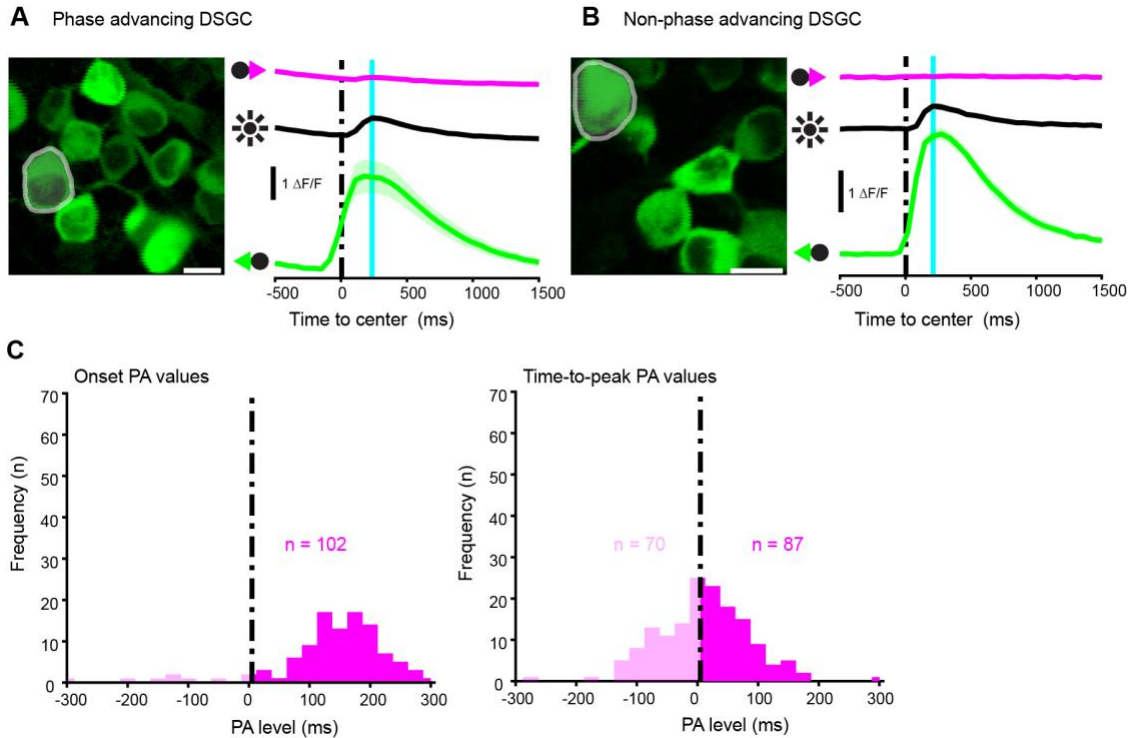 A Phase advancing DSGC
1 ΔF/F
-500 0 500 1000 1500
Time to center (ms)
B Non-phase advancing DSGC
1 ΔF/F
-500 0 500 1000 1500
Time to center (ms)
C
Onset PA values
70
60
50
40
30
20
10
0
Frequency (n)
n = 102
-300 -200 -100 0 100 200 300
PA level (ms)
Time-to-peak PA values
70
60
50
40
30
20
10
0
Frequency (n)
n = 70 n = 87
-300 -200 -100 0 100 200 300
PA level (ms)